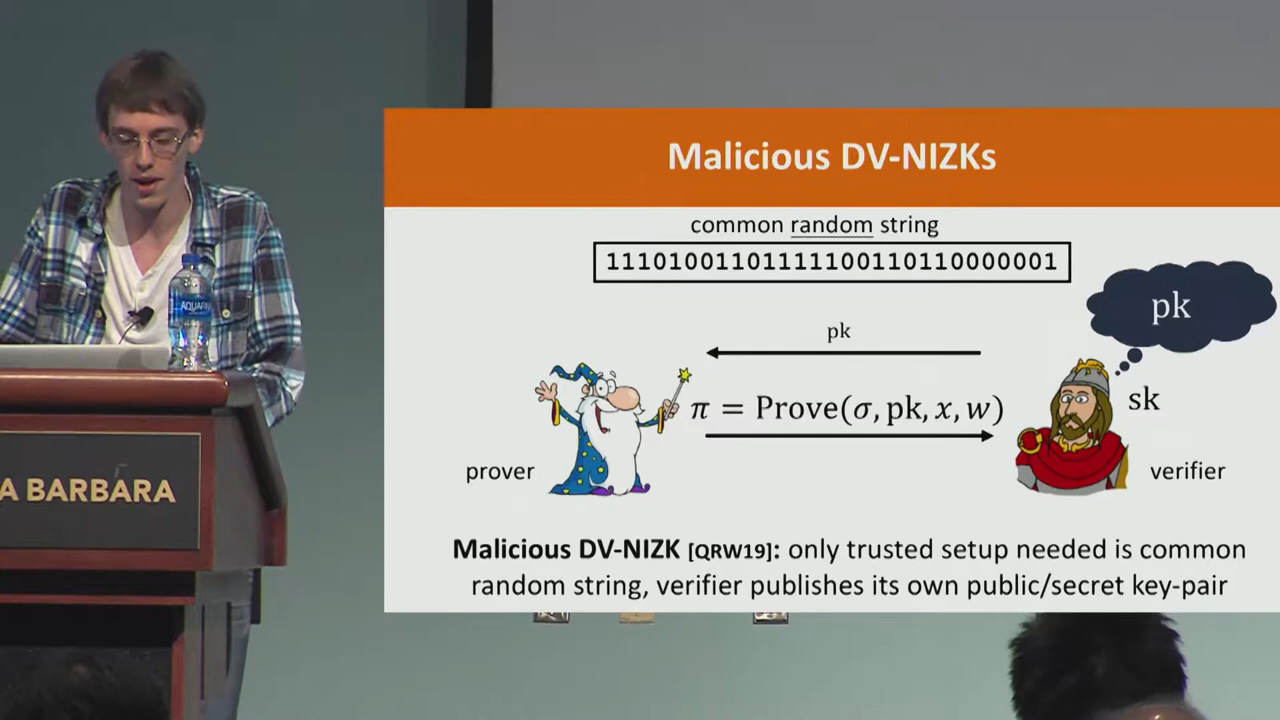 Malicious DV-NIZKs
common random string
11101001101111100110110000001
pk
pk
π = Prove(σ, pk, x, w)
sk
prover
verifier
Malicious DV-NIZK [QRW19]: only trusted setup needed is common
random string, verifier publishes its own public/secret key-pair
A BARBARA